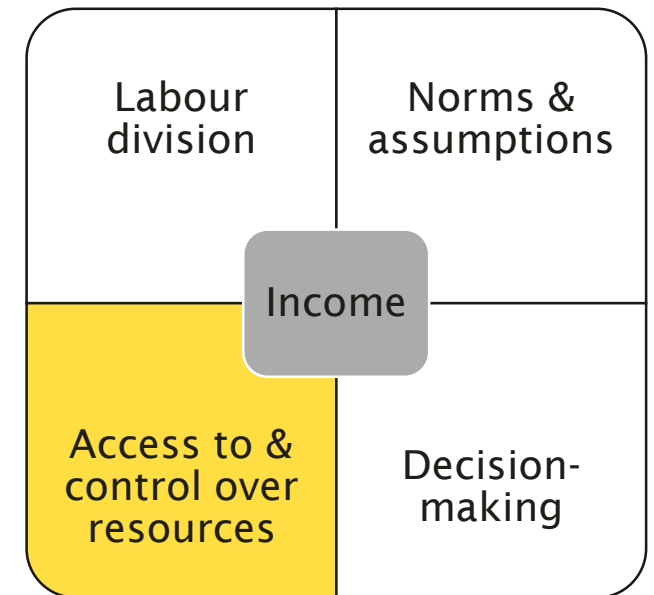 Labour
division
Norms &
assumptions
Income
Access to &
control over
resources
Decision-
making